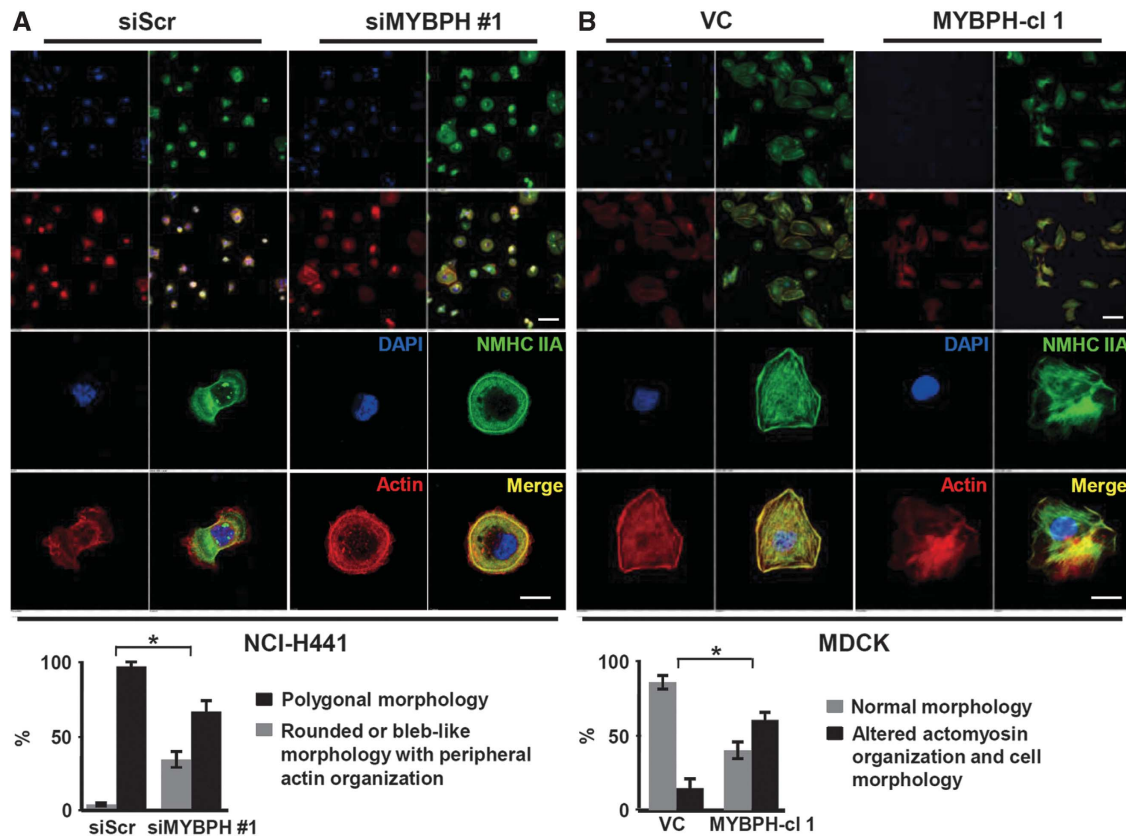 A
siScr
siMYBPH #1
B
VC
MYBPH-cl 1
DAPI
NMHC IIA
Actin
Merge
DAPI
NMHC IIA
Actin
Merge
NCI-H441
100
50
0
%
*
siScr
siMYBPH #1
Polygonal morphology
Rounded or bleb-like
morphology with peripheral
actin organization
MDCK
100
50
0
%
*
VC
MYBPH-cl 1
Normal morphology
Altered actomyosin
organization and cell
morphology